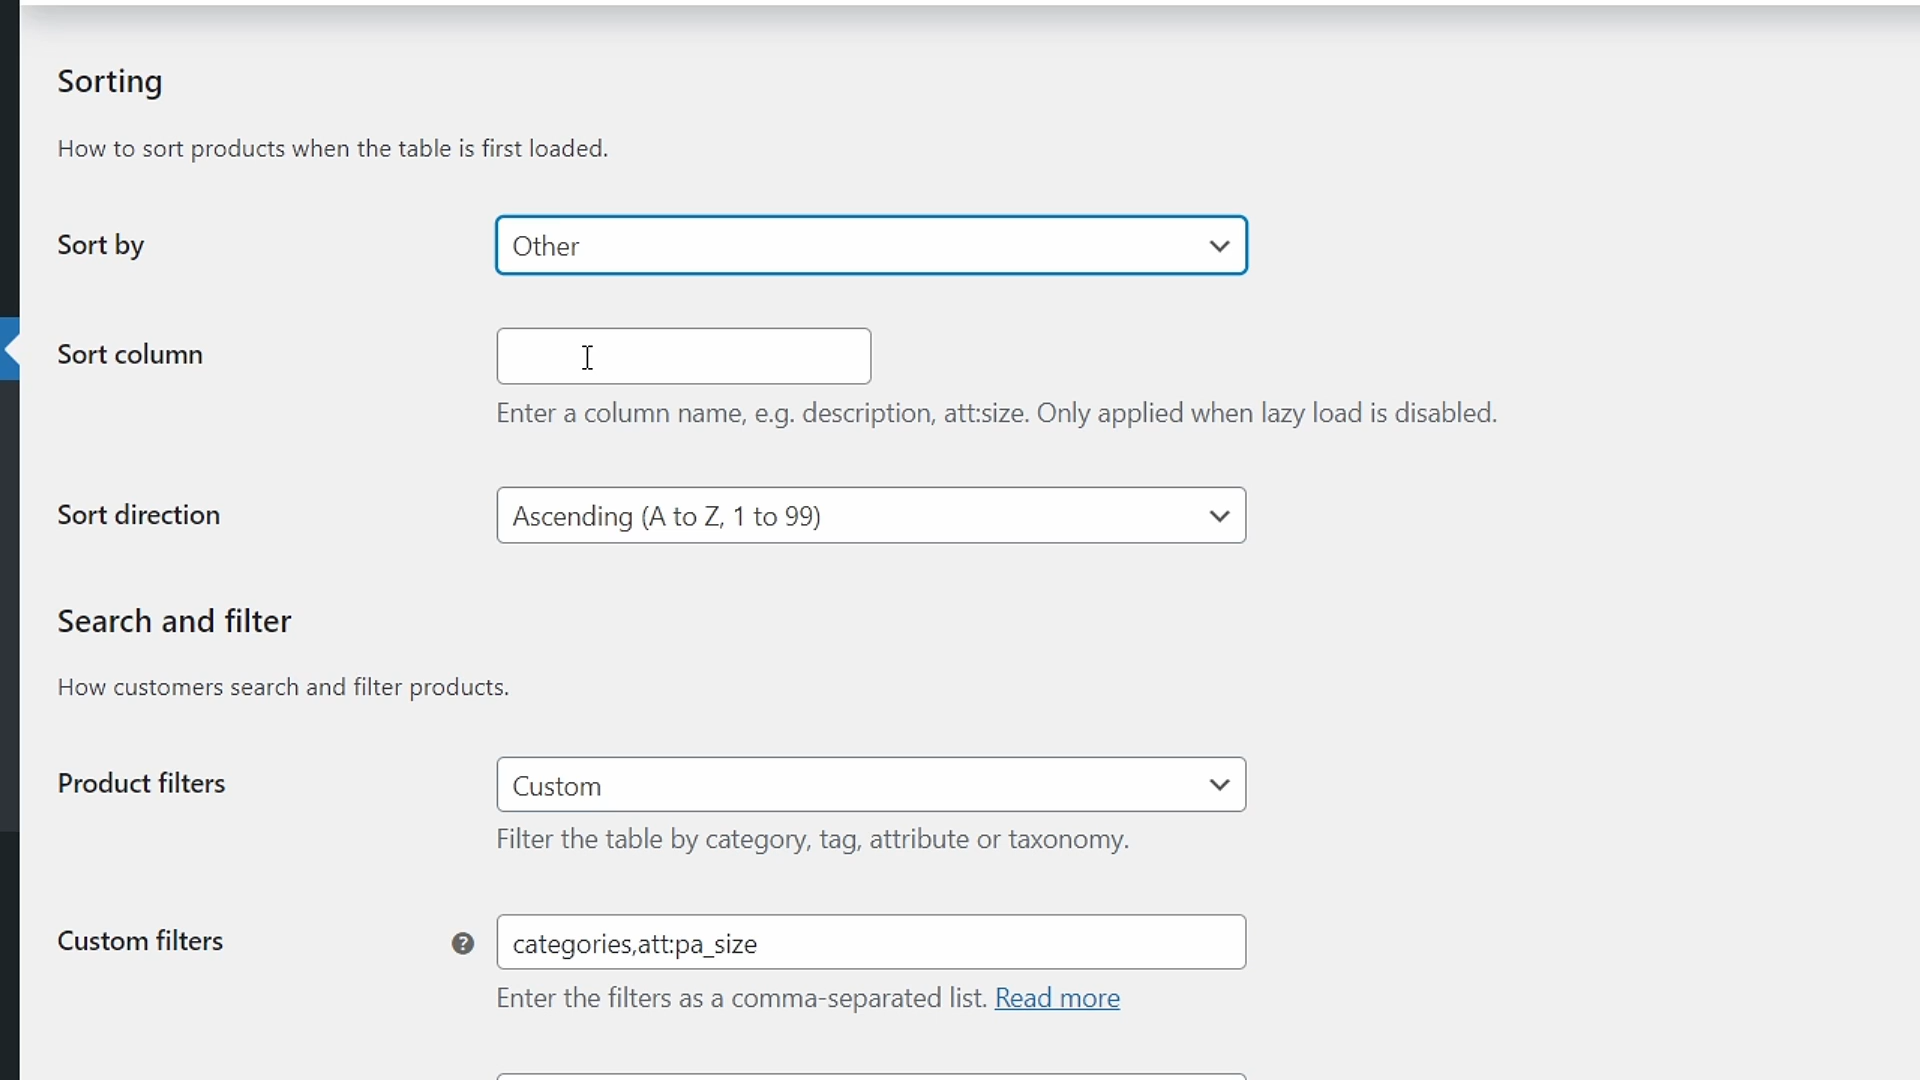 Sorting
How to sort products when the table is first loaded.
Sort by
Other
Sort column
Enter a column name, e.g. description, att:size. Only applied when lazy load is disabled.
Sort direction
Ascending (A to Z, 1 to 99)
Search and filter
How customers search and filter products.
Product filters
Custom
Filter the table by category, tag, attribute or taxonomy.
Custom filters
?
categories,att:pa_size
Enter the filters as a comma-separated list. Read more